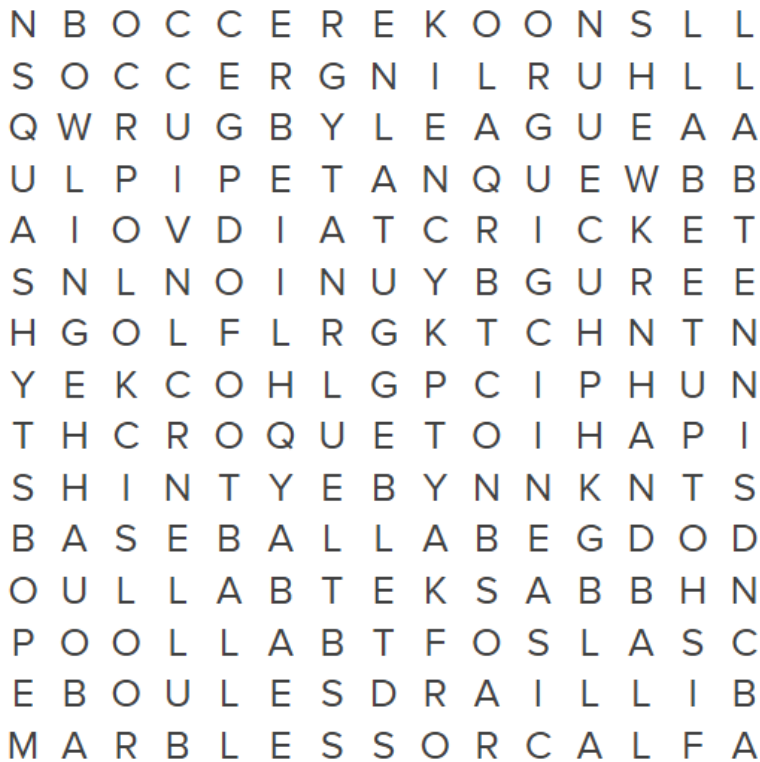 N B O C C E R E K O O N S L L
S O C C E R G N I L R U H L L
Q W R U G B Y L E A G U E A A
U L P I P E T A N Q U E W B B
A I O V D I A T C R I C K E T
S N L N O I N U Y B G U R E E
H G O L F L R G K T C H N T N
Y E K C O H L G P C I P H U N
T H C R O Q U E T O I H A P I
S H I N T Y E B Y N N K N T S
B A S E B A L L A B E G D O D
O U L L A B T E K S A B B H N
P O O L L A B T F O S L A S C
E B O U L E S D R A I L L I B
M A R B L E S S O R C A L F A